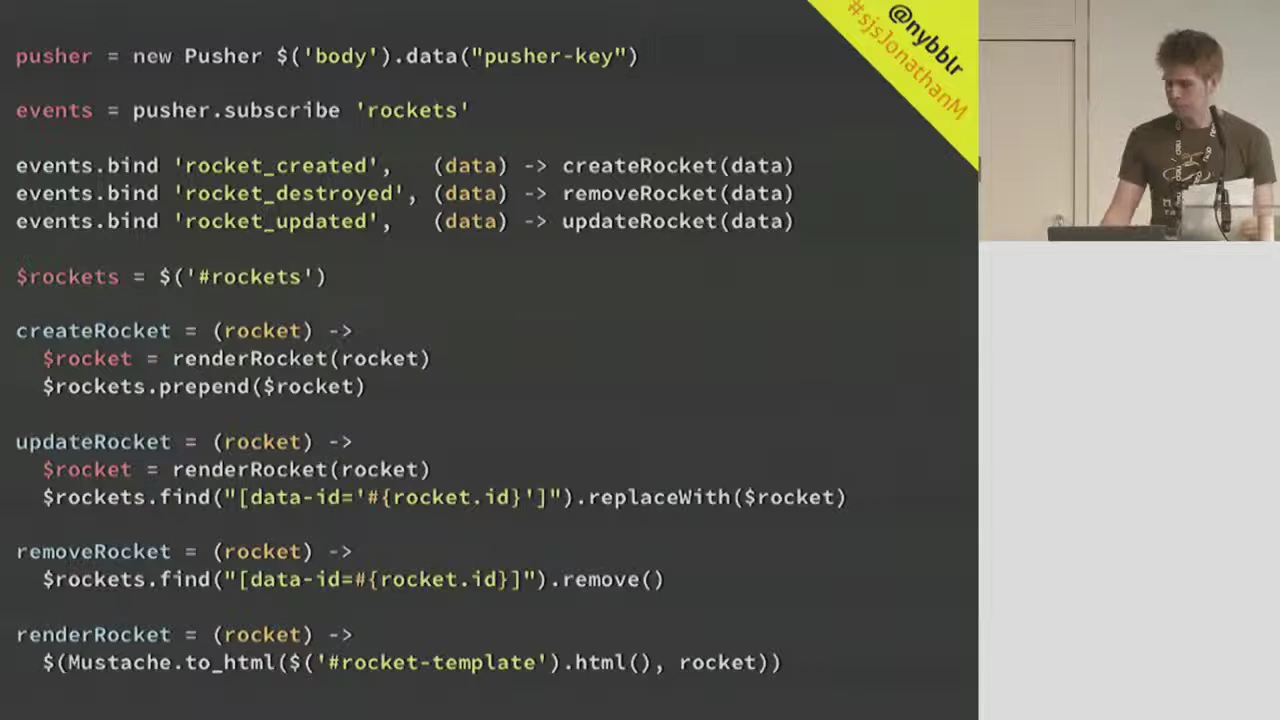 pusher = new Pusher $('body').data("pusher-key")
events = pusher.subscribe 'rockets'
events.bind 'rocket_created',   (data) -> createRocket(data)
events.bind 'rocket_destroyed', (data) -> removeRocket(data)
events.bind 'rocket_updated',   (data) -> updateRocket(data)
$rockets = $('#rockets')
createRocket = (rocket) ->
  $rocket = renderRocket(rocket)
  $rockets.prepend($rocket)
updateRocket = (rocket) ->
  $rocket = renderRocket(rocket)
  $rockets.find("[data-id='#{rocket.id}']").replaceWith($rocket)
removeRocket = (rocket) ->
  $rockets.find("[data-id=#{rocket.id}]").remove()
renderRocket = (rocket) ->
  $(Mustache.to_html($('#rocket-template').html(), rocket))
@nybblr
#sjsJonathanM